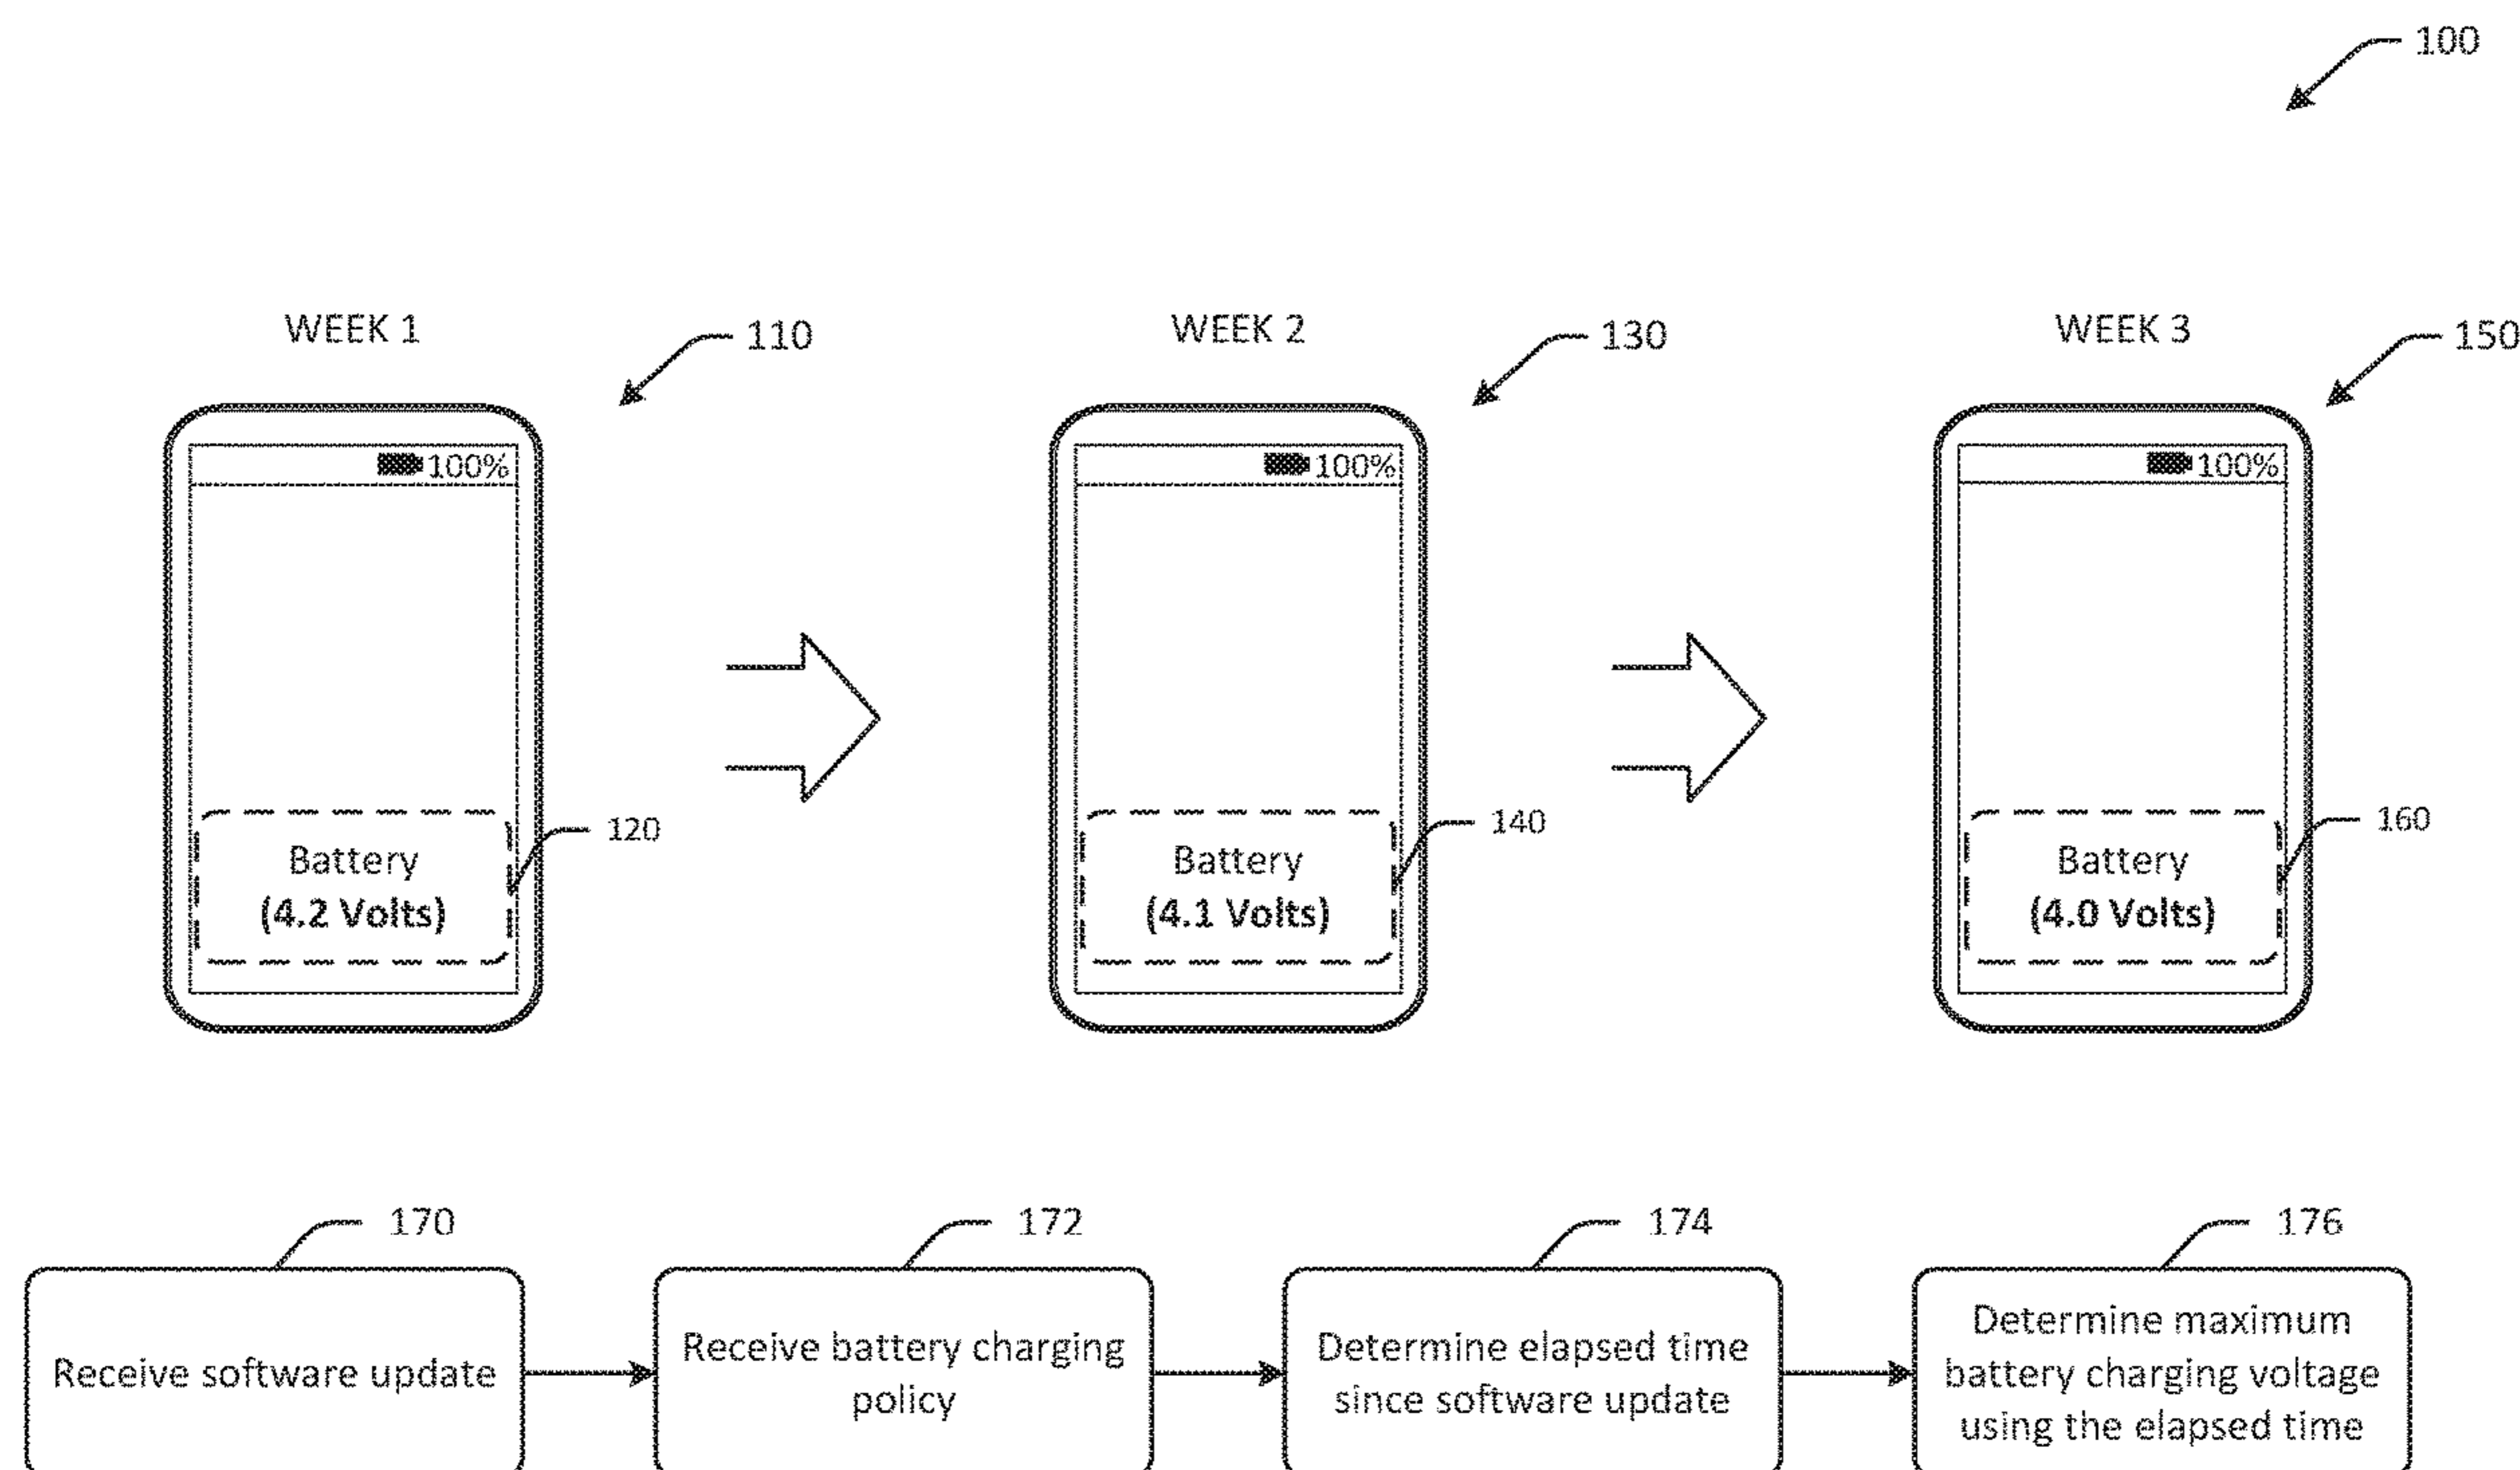 100
WEEK 1
110
WEEK 2
130
WEEK 3
150
100%
100%
100%
Battery
(4.2 Volts)
120
Battery
(4.1 Volts)
140
Battery
(4.0 Volts)
160
170
172
174
176
Receive software update
Receive battery charging
policy
Determine elapsed time
since software update
Determine maximum
battery charging voltage
using the elapsed time